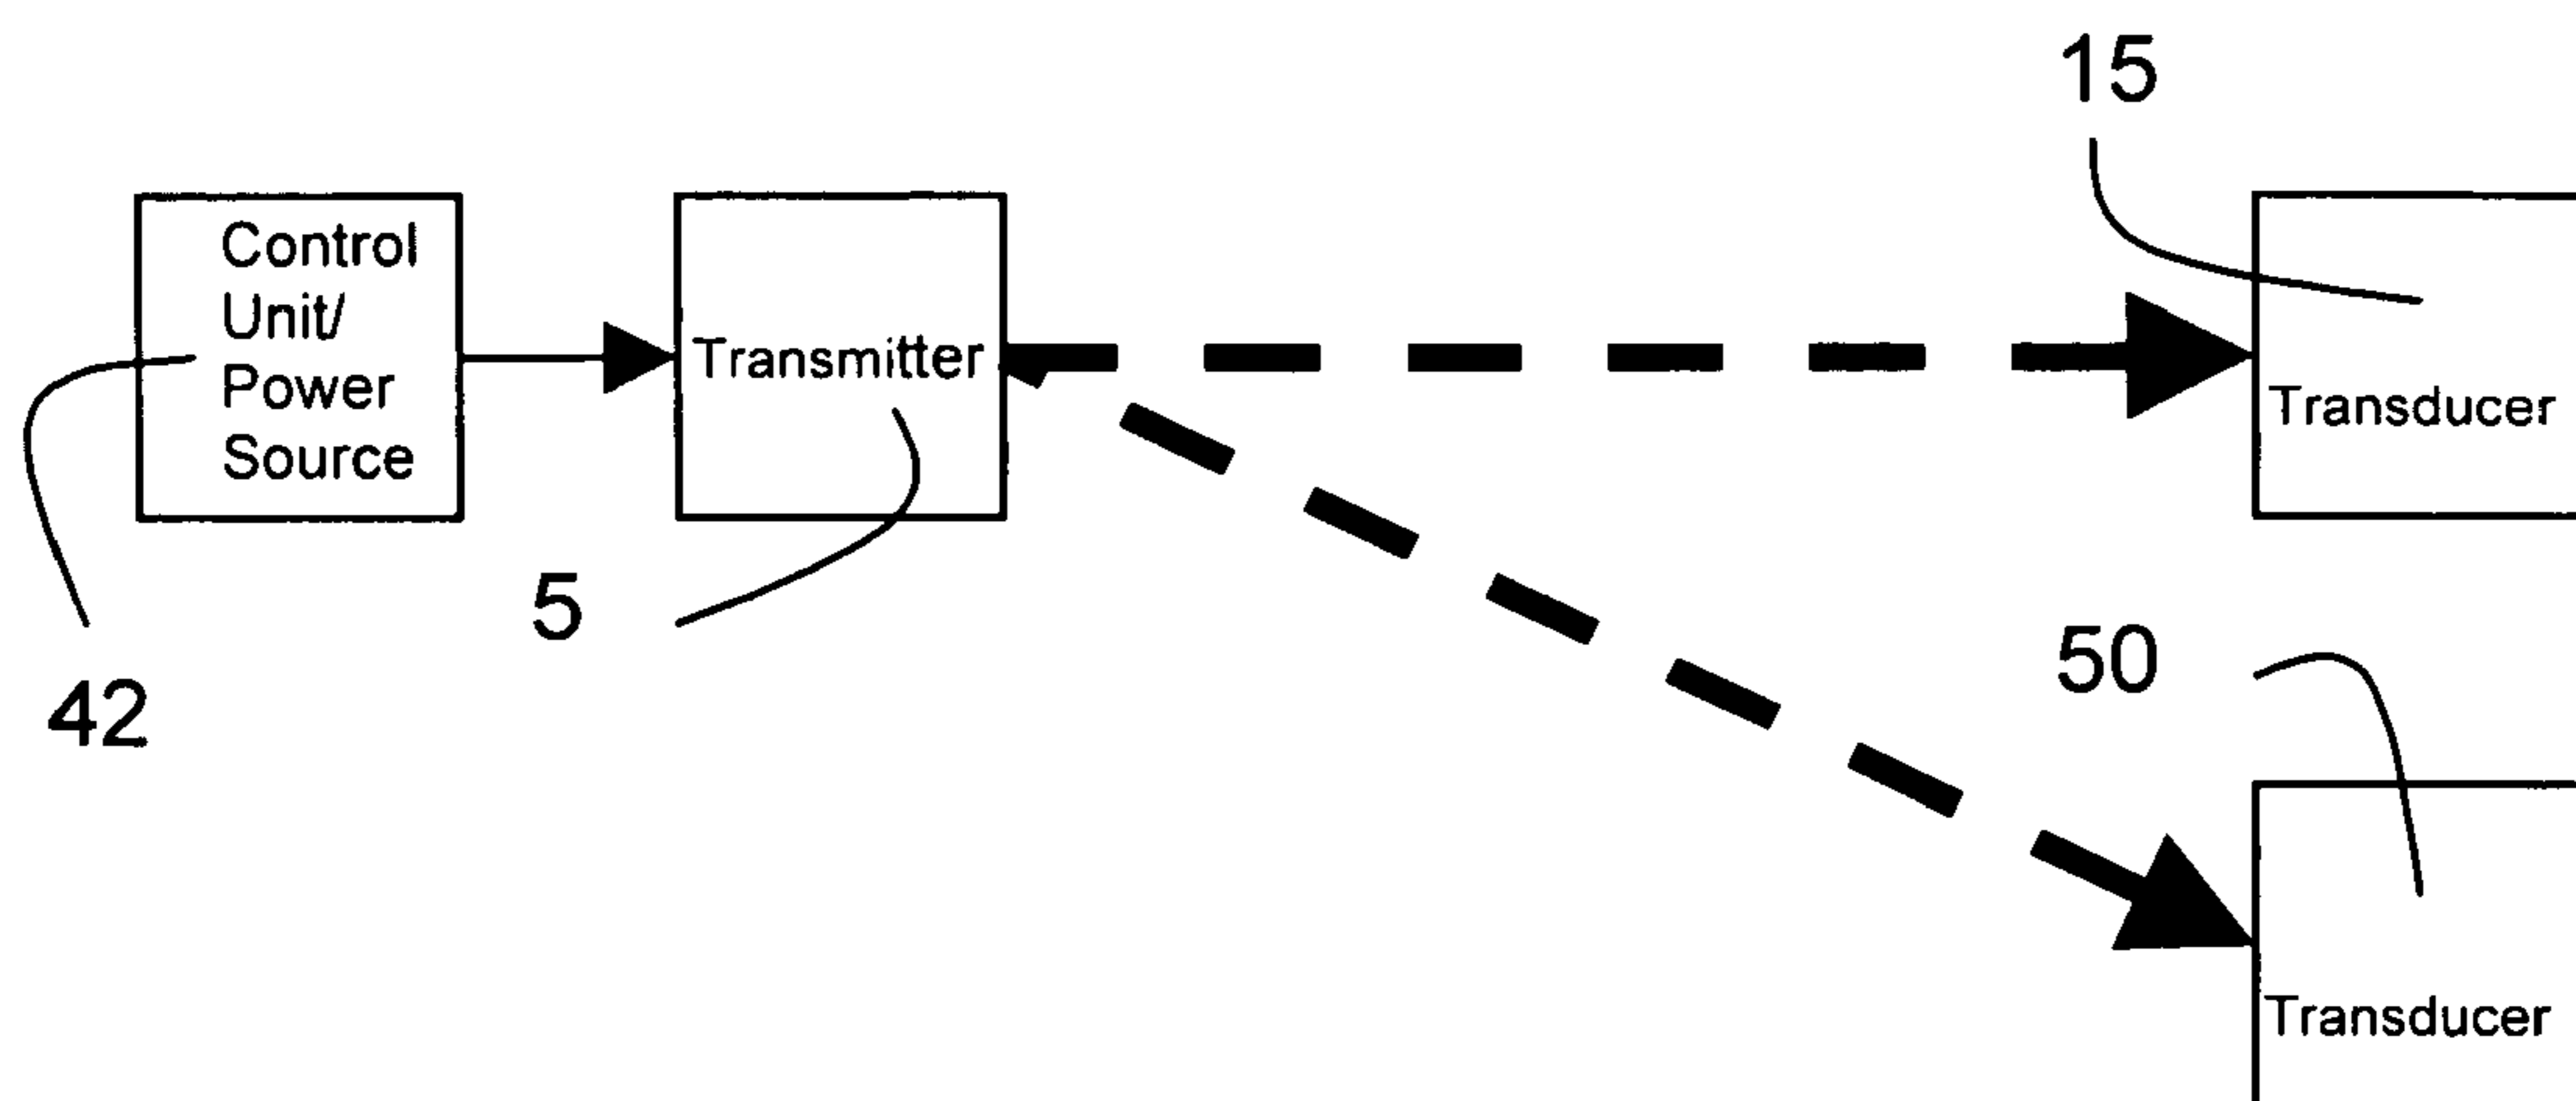 15
Control
Unit/
Power
Source
Transmitter
Transducer
5
50
42
Transducer